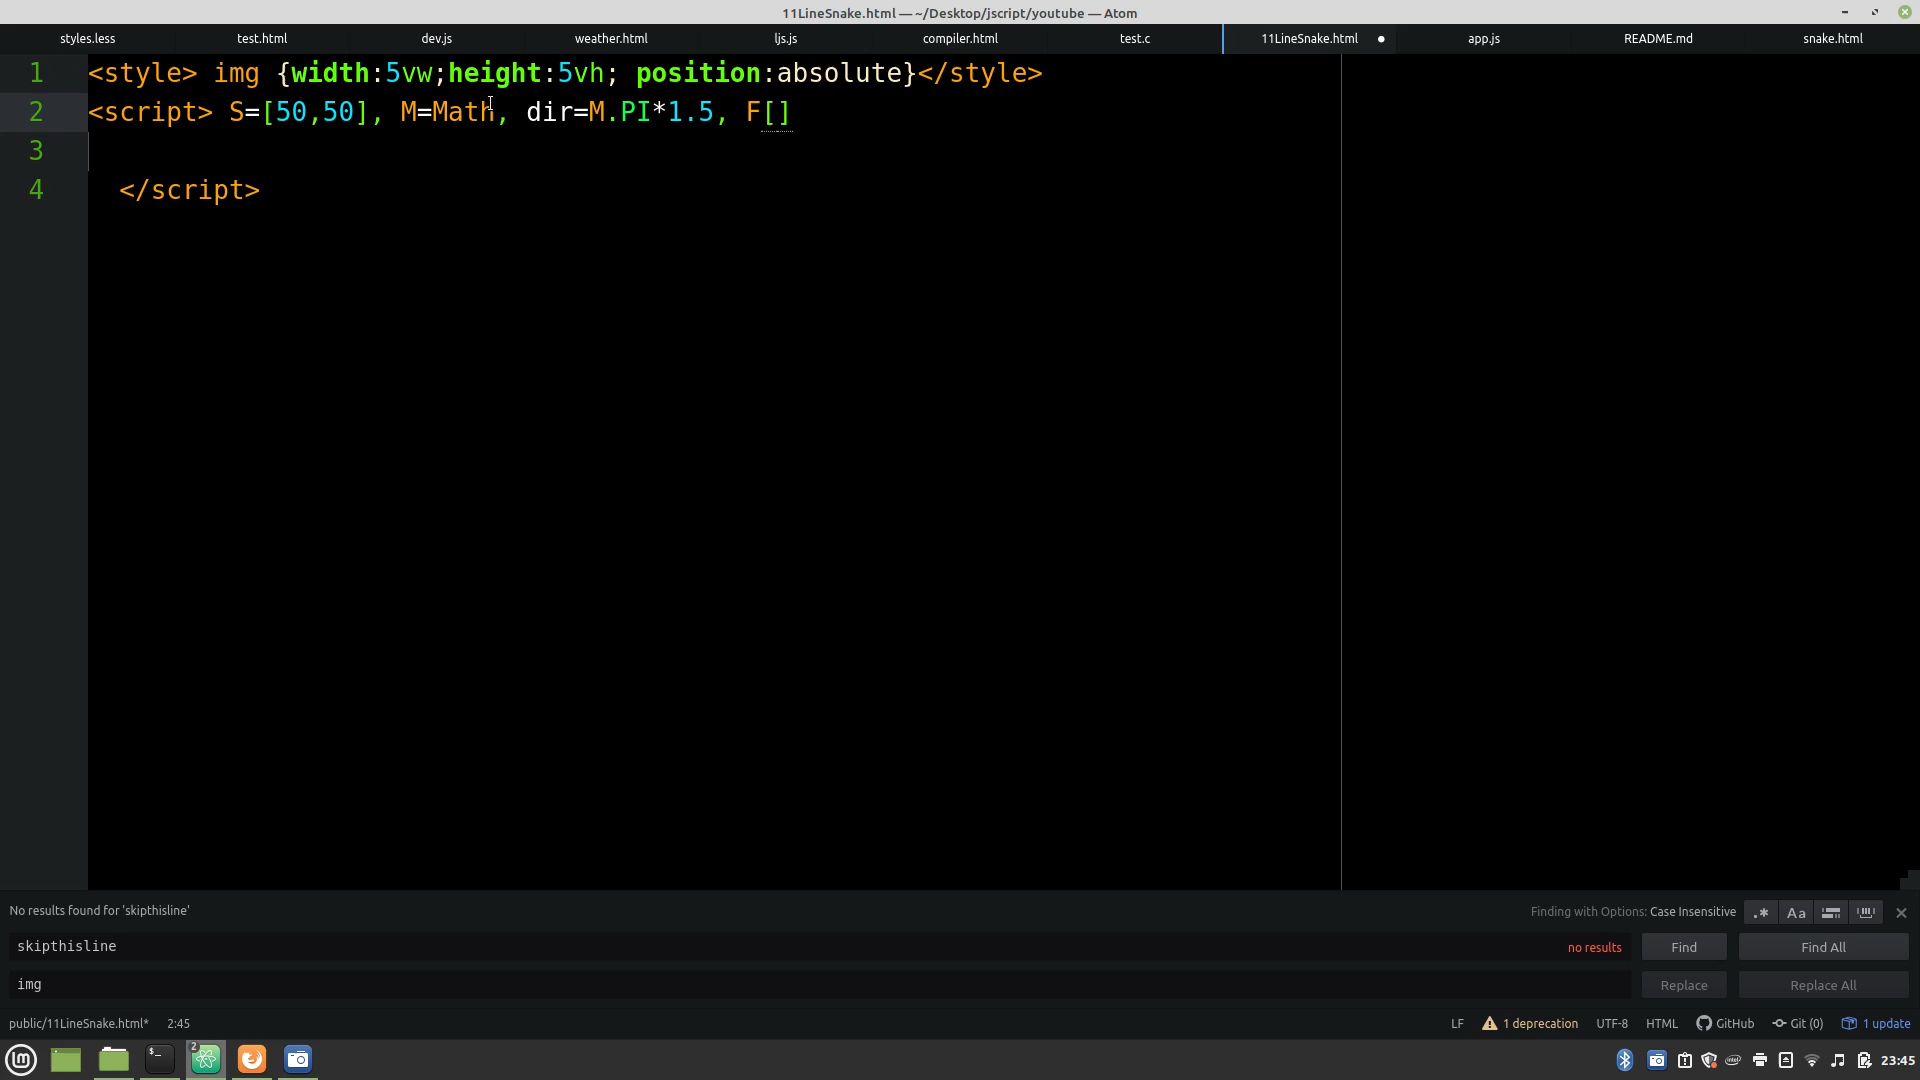 11LineSnake.html — ~/Desktop/jscript/youtube — Atom
styles.less test.html dev.js weather.html ljs.js compiler.html test.c 11LineSnake.html app.js README.md snake.html
1 <style> img {width:5vw;height:5vh; position:absolute}</style>
2 <script> S=[50,50], M=Math, dir=M.PI*1.5, F[]
3
4 </script>
No results found for 'skipthisline'
Finding with Options: Case Insensitive .* Aa
skipthisline no results Find Find All
img Replace Replace All
public/11LineSnake.html* 2:45 LF 1 deprecation UTF-8 HTML GitHub Git (0) 1 update
lm $_ 2 intel 23:45